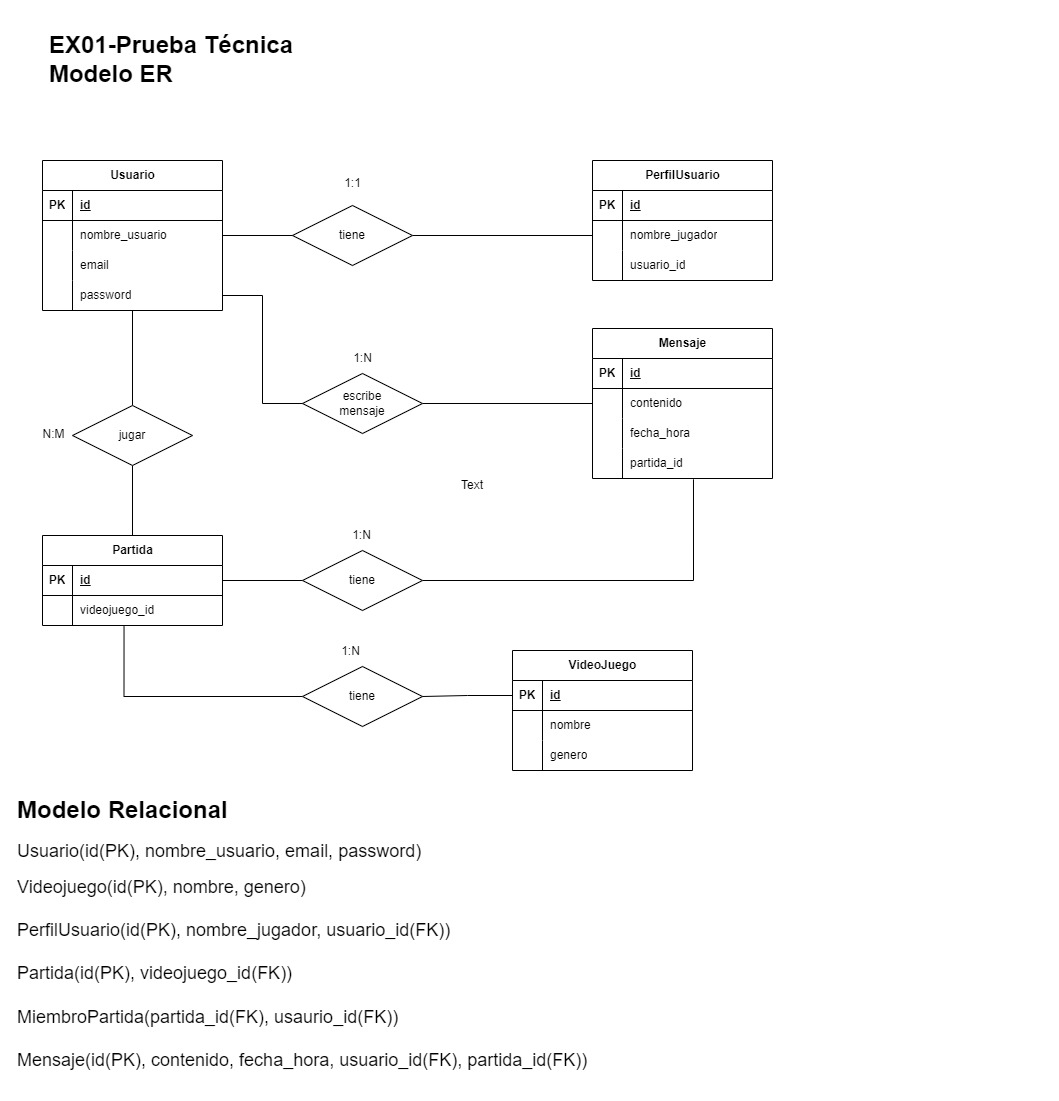 EX01-Prueba Técnica
Modelo ER
Usuario
PK id
nombre_usuario
email
password
1:1
tiene
PerfilUsuario
PK id
nombre_jugador
usuario_id
1:N
escribe
mensaje
Mensaje
PK id
contenido
fecha_hora
partida_id
N:M
jugar
Text
Partida
PK id
videojuego_id
1:N
tiene
1:N
tiene
VideoJuego
PK id
nombre
genero
Modelo Relacional
Usuario(id(PK), nombre_usuario, email, password)
Videojuego(id(PK), nombre, genero)
PerfilUsuario(id(PK), nombre_jugador, usuario_id(FK))
Partida(id(PK), videojuego_id(FK))
MiembroPartida(partida_id(FK), usaurio_id(FK))
Mensaje(id(PK), contenido, fecha_hora, usuario_id(FK), partida_id(FK))